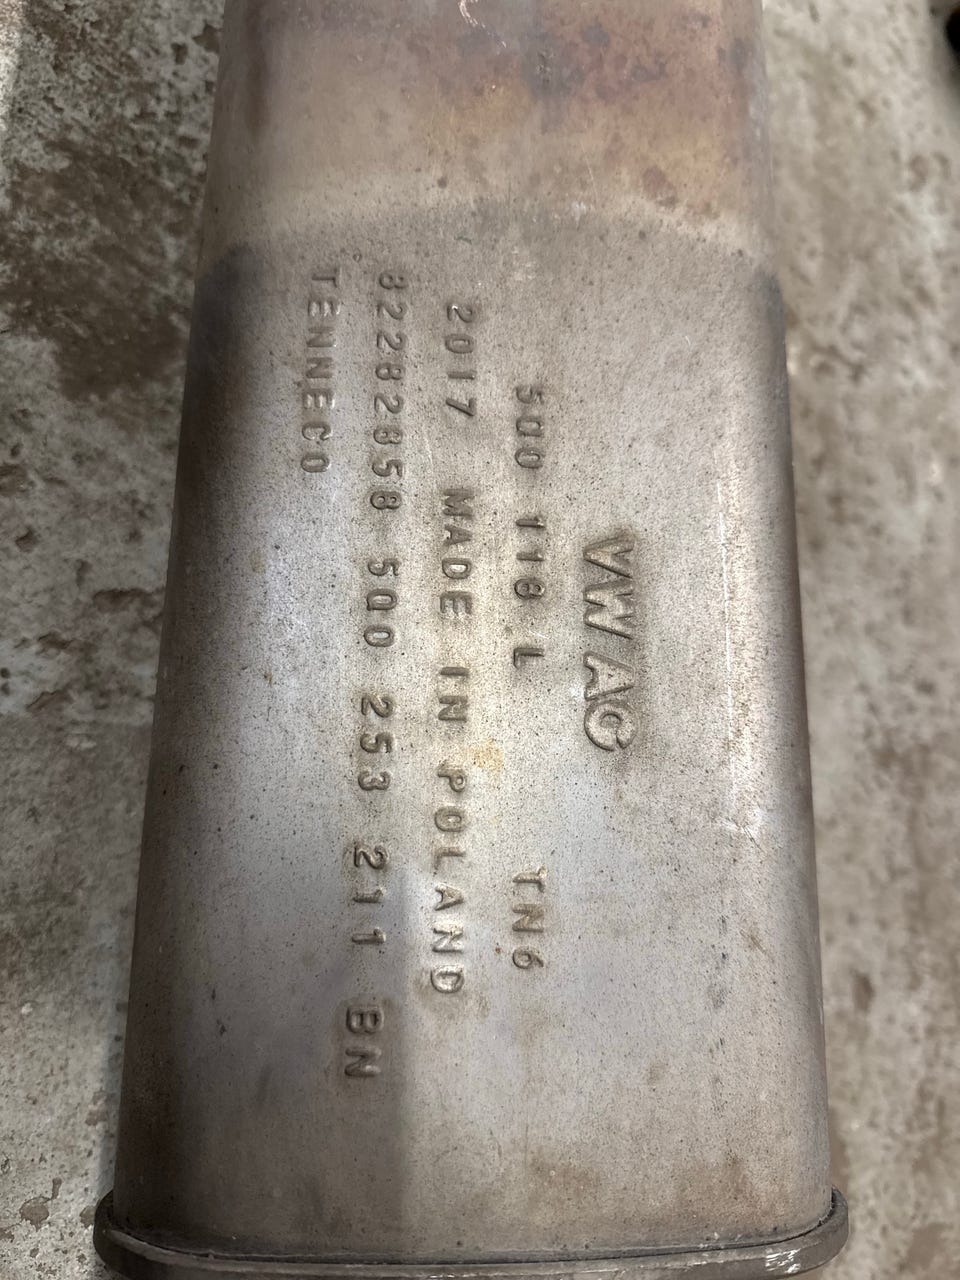 VW AG
5Q0 118 L TN6
2017 MADE IN POLAND
82282858 5Q0 253 211 BN
TENNECO